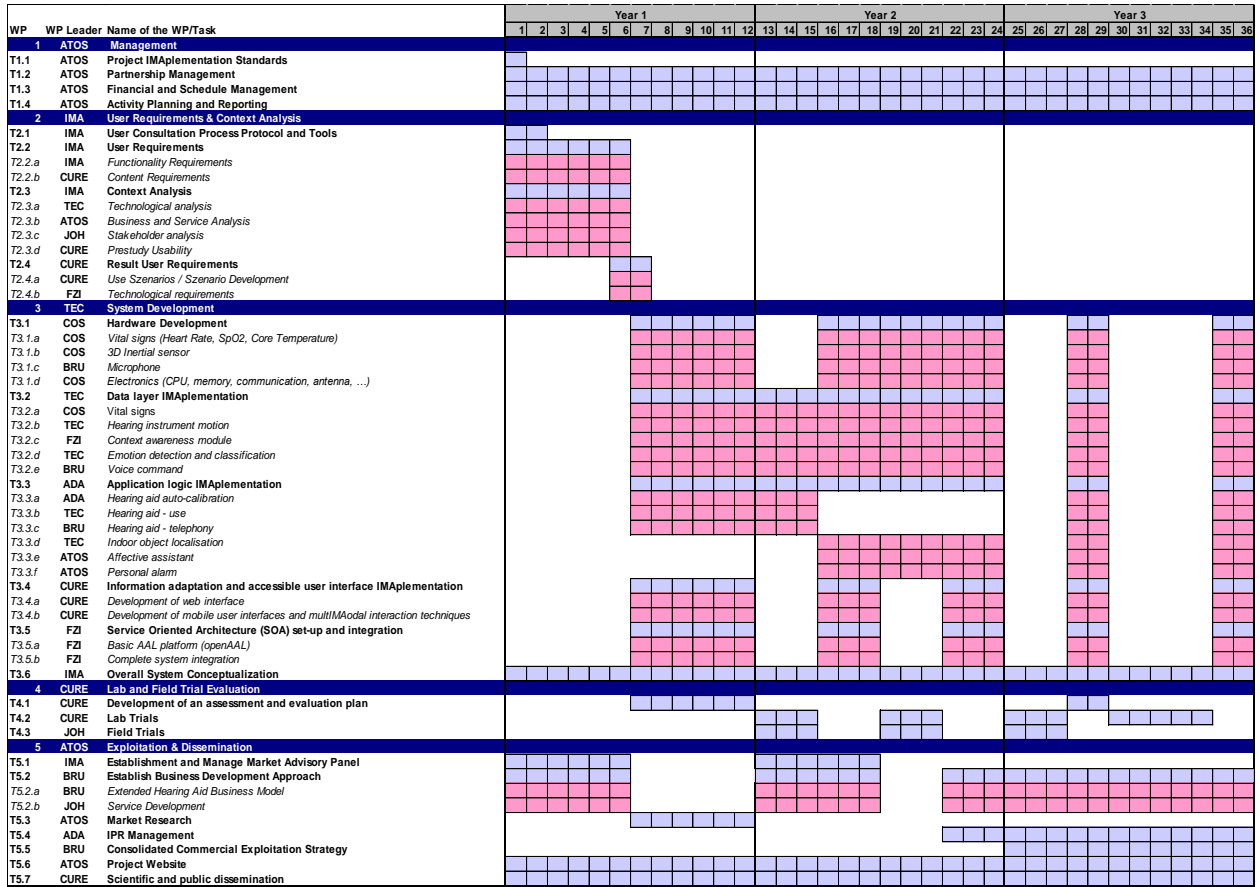 Year 1 Year 2 Year 3
WP WP Leader Name of the WP/Task 1 2 3 4 5 6 7 8 9 10 11 12 13 14 15 16 17 18 19 20 21 22 23 24 25 26 27 28 29 30 31 32 33 34 35 36
1 ATOS Management
T1.1 ATOS Project IMAplementation Standards
T1.2 ATOS Partnership Management
T1.3 ATOS Financial and Schedule Management
T1.4 ATOS Activity Planning and Reporting
2 IMA User Requirements & Context Analysis
T2.1 IMA User Consultation Process Protocol and Tools
T2.2 IMA User Requirements
T2.2.a IMA Functionality Requirements
T2.2.b CURE Content Requirements
T2.3 IMA Context Analysis
T2.3.a TEC Technological analysis
T2.3.b ATOS Business and Service Analysis
T2.3.c JOH Stakeholder analysis
T2.3.d CURE Prestudy Usability
T2.4 CURE Result User Requirements
T2.4.a CURE Use Szenarios / Szenario Development
T2.4.b FZI Technological requirements
3 TEC System Development
T3.1 COS Hardware Development
T3.1.a COS Vital signs (Heart Rate, SpO2, Core Temperature)
T3.1.b COS 3D Inertial sensor
T3.1.c BRU Microphone
T3.1.d COS Electronics (CPU, memory, communication, antenna, …)
T3.2 TEC Data layer IMAplementation
T3.2.a COS Vital signs
T3.2.b TEC Hearing instrument motion
T3.2.c FZI Context awareness module
T3.2.d TEC Emotion detection and classification
T3.2.e BRU Voice command
T3.3 ADA Application logic IMAplementation
T3.3.a ADA Hearing aid auto-calibration
T3.3.b TEC Hearing aid - use
T3.3.c BRU Hearing aid - telephony
T3.3.d TEC Indoor object localisation
T3.3.e ATOS Affective assistant
T3.3.f ATOS Personal alarm
T3.4 CURE Information adaptation and accessible user interface IMAplementation
T3.4.a CURE Development of web interface
T3.4.b CURE Development of mobile user interfaces and multIMAodal interaction techniques
T3.5 FZI Service Oriented Architecture (SOA) set-up and integration
T3.5.a FZI Basic AAL platform (openAAL)
T3.5.b FZI Complete system integration
T3.6 IMA Overall System Conceptualization
4 CURE Lab and Field Trial Evaluation
T4.1 CURE Development of an assessment and evaluation plan
T4.2 CURE Lab Trials
T4.3 JOH Field Trials
5 ATOS Exploitation & Dissemination
T5.1 IMA Establishment and Manage Market Advisory Panel
T5.2 BRU Establish Business Development Approach
T5.2.a BRU Extended Hearing Aid Business Model
T5.2.b JOH Service Development
T5.3 ATOS Market Research
T5.4 ADA IPR Management
T5.5 BRU Consolidated Commercial Exploitation Strategy
T5.6 ATOS Project Website
T5.7 CURE Scientific and public dissemination